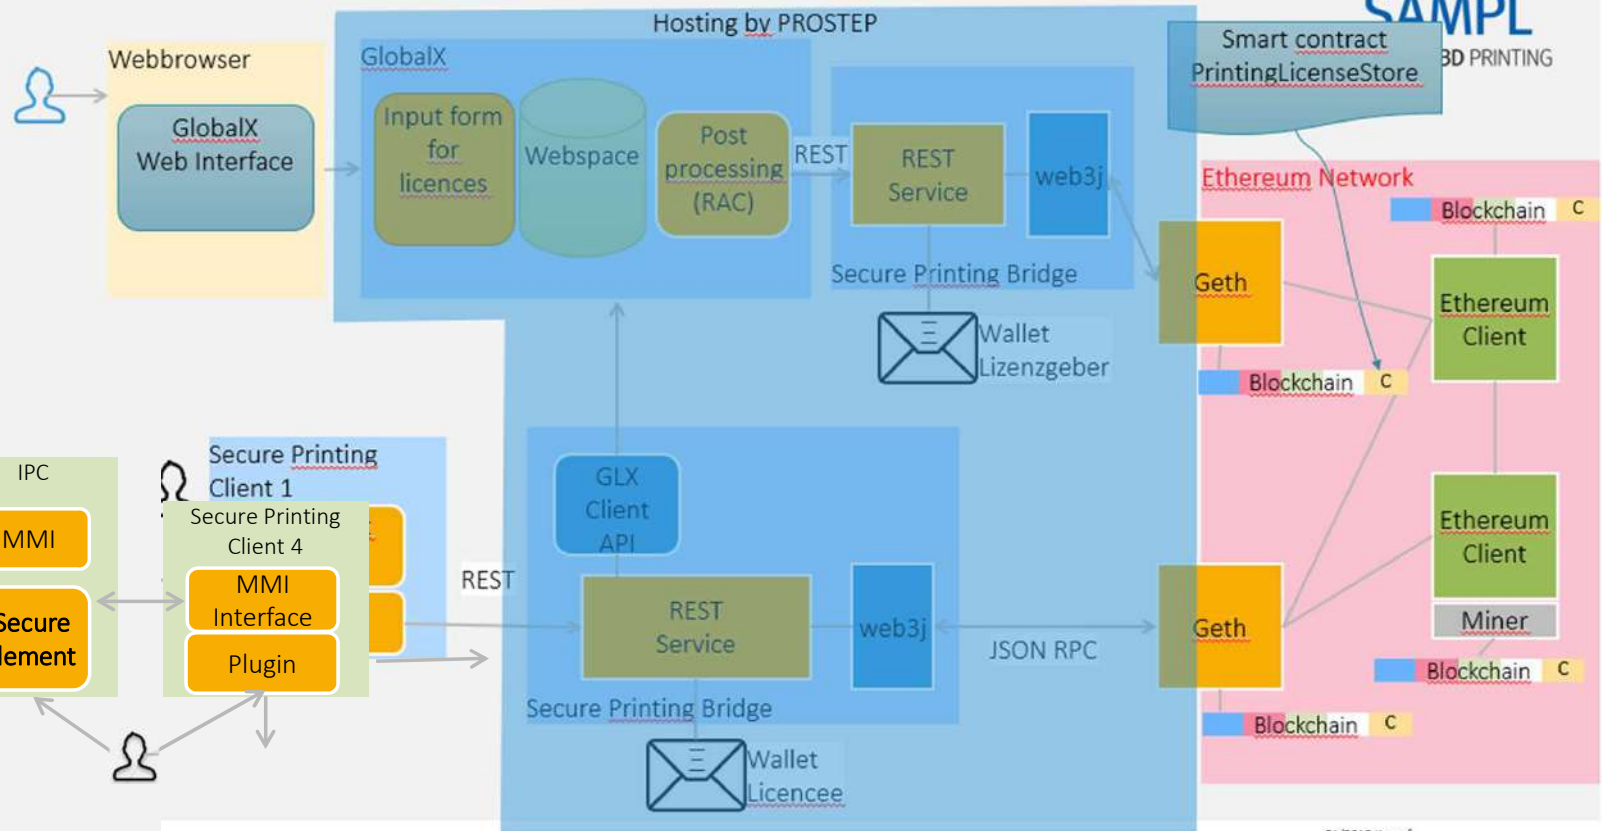 Hosting by PROSTEP
SAMPL
3D PRINTING
Smart contract
PrintingLicenseStore
Webbrowser
GlobalX
Web Interface
GlobalX
Input form
for
licences
Webspace
Post
processing
(RAC)
REST
REST
Service
web3j
Secure Printing Bridge
Wallet
Lizenzgeber
Ethereum Network
Blockchain C
Geth
Ethereum
Client
Blockchain C
IPC
MMI
Secure Printing
Client 1
Secure Printing
Client 4
MMI
Interface
Plugin
REST
GLX
Client
API
REST
Service
web3j
JSON RPC
Secure Printing Bridge
Wallet
Licencee
Geth
Ethereum
Client
Miner
Blockchain C
Blockchain C